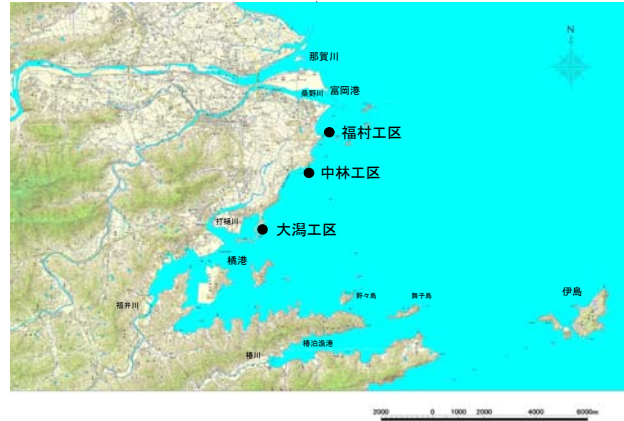 N
那賀川
桑野川
富岡港
福村工区
中林工区
打樋川
大潟工区
橘港
伊島
野々島
舞子島
福井川
椿泊漁港
椿川
2000 0 1000 2000 4000 6000m